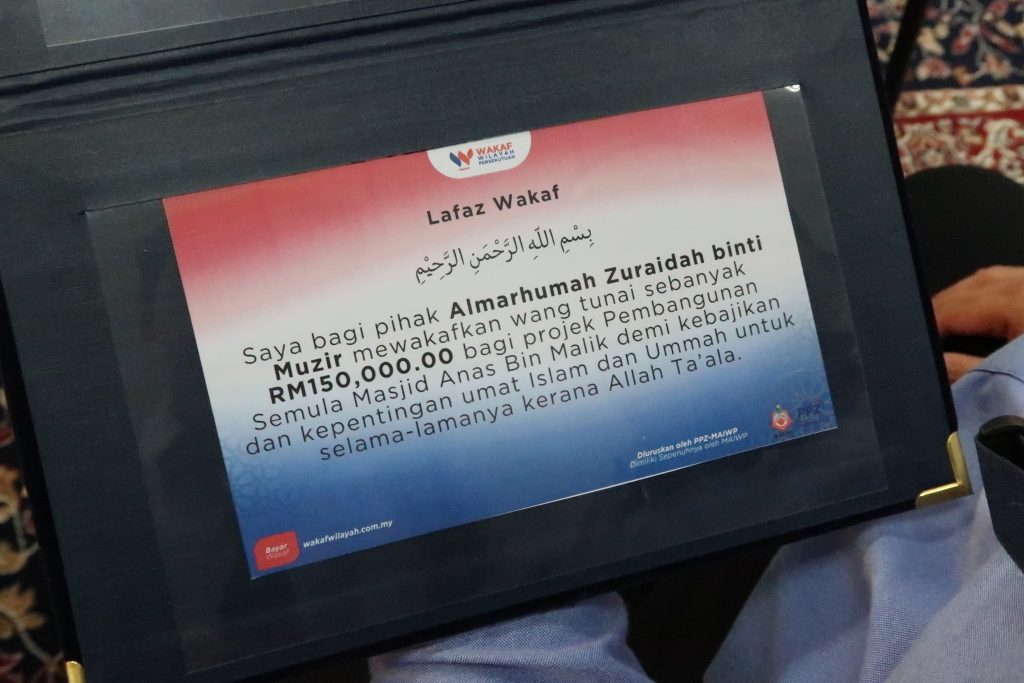 WAKAF
WILAYAH
PERSEKUTUAN
Lafaz Wakaf
بِسْمِ اللَّهِ الرَّحْمَنِ الرَّحِيْمِ
Saya bagi pihak Almarhumah Zuraidah binti
Muzir mewakafkan wang tunai sebanyak
RM150,000.00 bagi projek Pembangunan
Semula Masjid Anas Bin Malik demi kebajikan
dan kepentingan umat Islam dan Ummah untuk
selama-lamanya kerana Allah Ta'ala.
PPZ
Diuruskan oleh PPZ-MAIWP
Dimiliki Sepenuhnya oleh MAIWP
Bayar
Wakaf
wakafwilayah.com.my